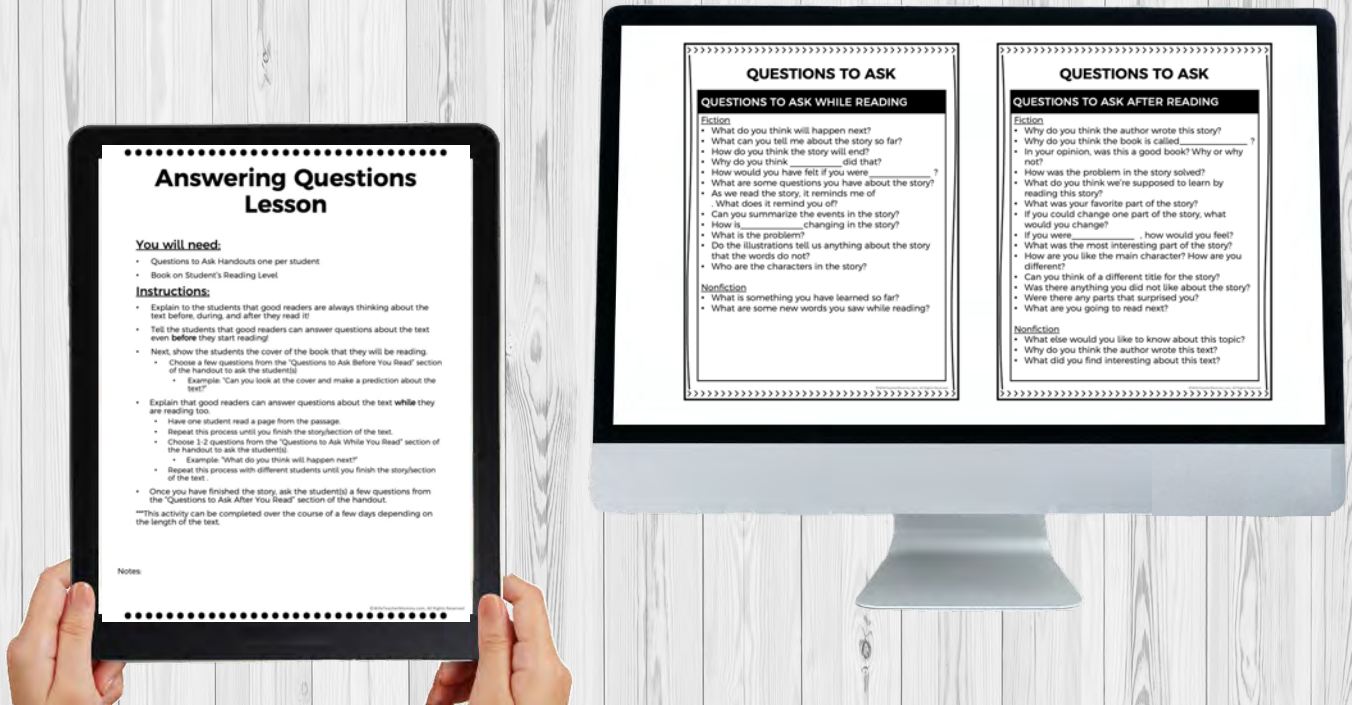 Answering Questions
Lesson
You will need:
• Questions to Ask Handouts one per student
• Book on Student's Reading Level
Instructions:
• Explain to the students that good readers are always thinking about the
text before, during, and after they read it!
• Tell the students that good readers can answer questions about the text
even before they start reading!
• Next, show the students the cover of the book that they will be reading.
• Choose a few questions from the "Questions to Ask Before You Read" section
of the handout to ask the student(s)
• Example: "Can you look at the cover and make a prediction about the
text?"
• Explain that good readers can answer questions about the text while they
are reading too.
• Have one student read a page from the passage.
• Repeat this process until you finish the story/section of the text.
• Choose 1-2 questions from the "Questions to Ask While You Read" section of
the handout to ask the student(s).
• Example: "What do you think will happen next?"
• Repeat this process with different students until you finish the story/section
of the text .
• Once you have finished the story, ask the student(s) a few questions from
the "Questions to Ask After You Read" section of the handout.
***This activity can be completed over the course of a few days depending on
the length of the text.
Notes:
QUESTIONS TO ASK
QUESTIONS TO ASK WHILE READING
Fiction
• What do you think will happen next?
• What can you tell me about the story so far?
• How do you think the story will end?
• Why do you think __________ did that?
• How would you have felt if you were ____________ ?
• What are some questions you have about the story?
• As we read the story, it reminds me of
. What does it remind you of?
• Can you summarize the events in the story?
• How is____________changing in the story?
• What is the problem?
• Do the illustrations tell us anything about the story
that the words do not?
• Who are the characters in the story?
Nonfiction
• What is something you have learned so far?
• What are some new words you saw while reading?
QUESTIONS TO ASK
QUESTIONS TO ASK AFTER READING
Fiction
• Why do you think the author wrote this story?
• Why do you think the book is called_____________ ?
• In your opinion, was this a good book? Why or why
not?
• How was the problem in the story solved?
• What do you think we're supposed to learn by
reading this story?
• What was your favorite part of the story?
• If you could change one part of the story, what
would you change?
• If you were____________ , how would you feel?
• What was the most interesting part of the story?
• How are you like the main character? How are you
different?
• Can you think of a different title for the story?
• Was there anything you did not like about the story?
• Were there any parts that surprised you?
• What are you going to read next?
Nonfiction
• What else would you like to know about this topic?
• Why do you think the author wrote this text?
• What did you find interesting about this text?